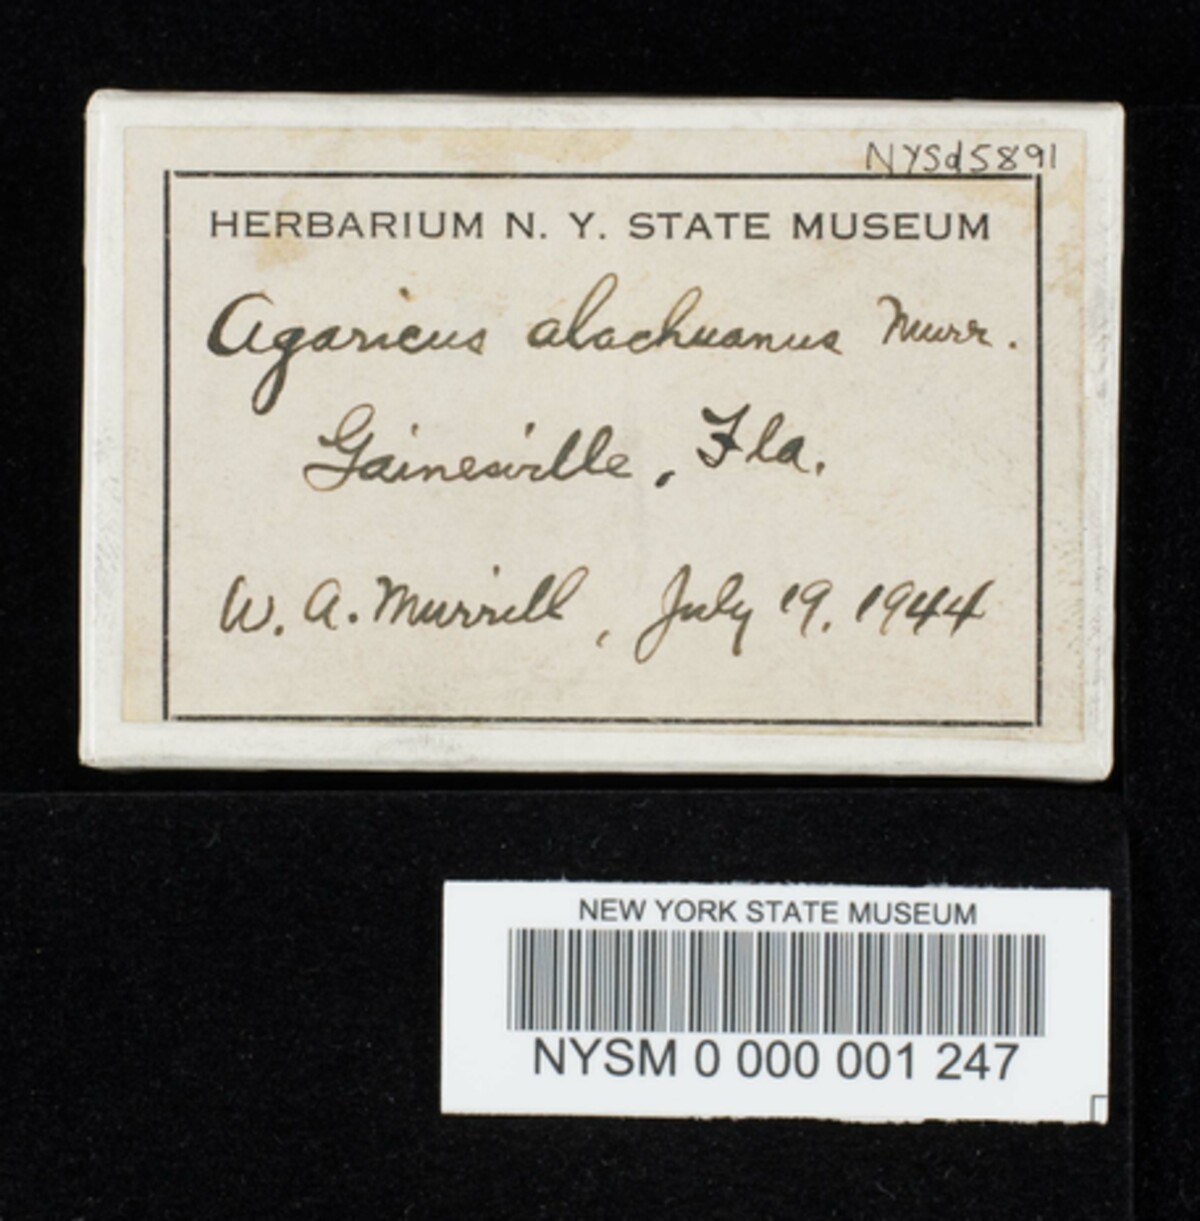 NYSd5891
HERBARIUM N. Y. STATE MUSEUM
Agaricus alachuanus Murr.
Gainesville, Fla.
W. A. Murrill, July 19, 1944
NEW YORK STATE MUSEUM
NYSM 0 000 001 247